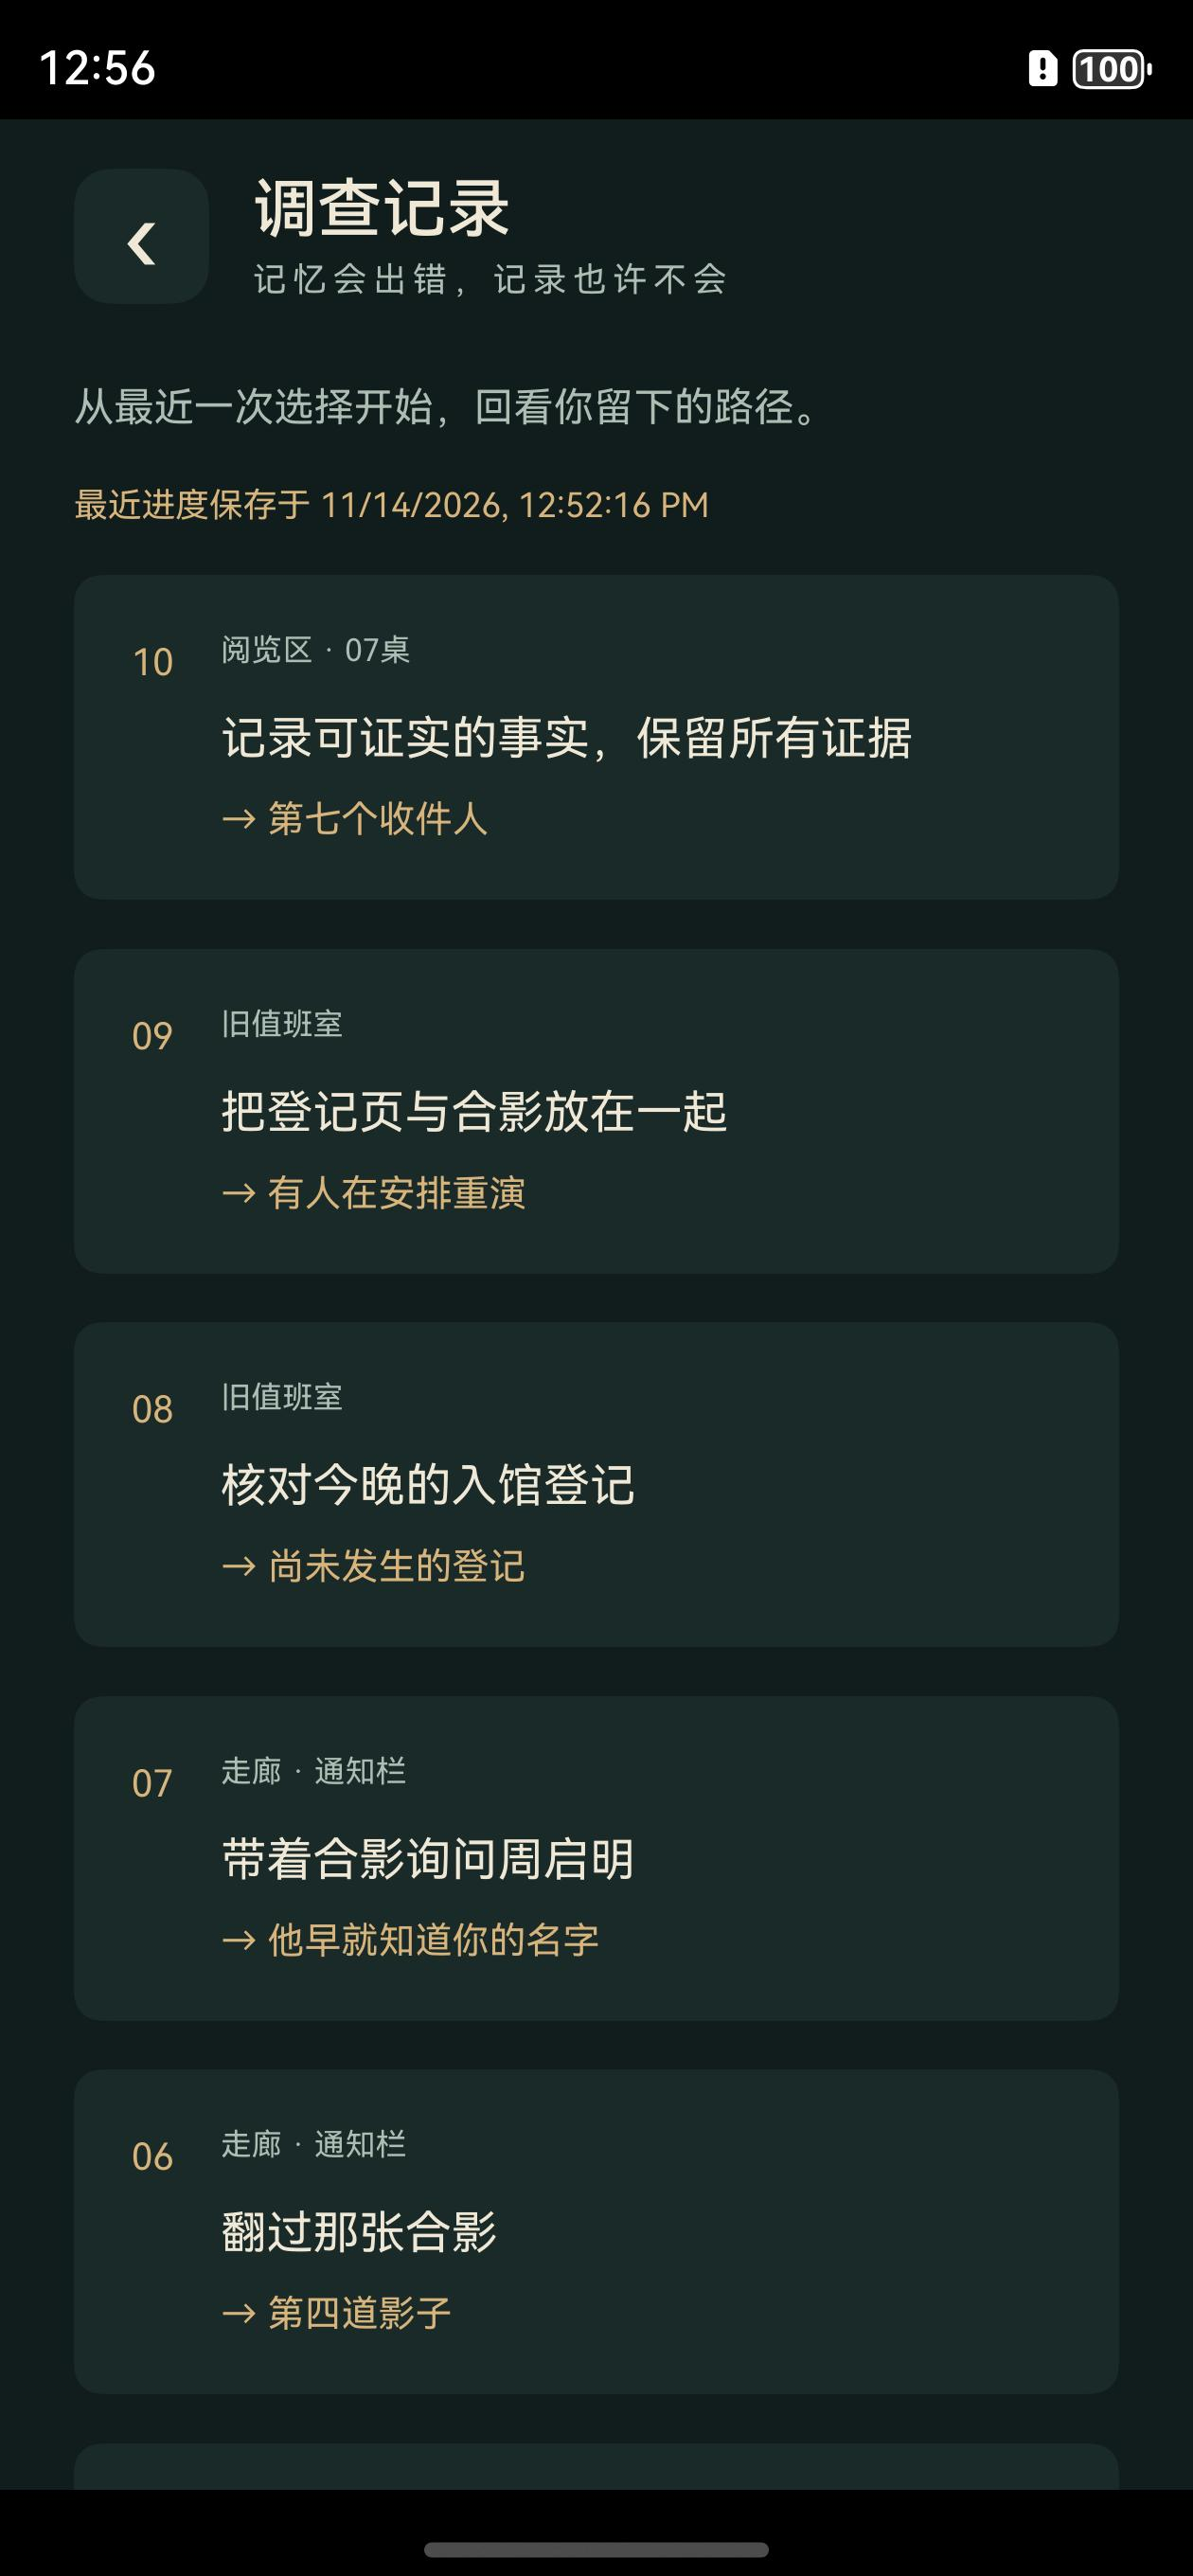 12:56
100
调查记录
记忆会出错，记录也许不会
从最近一次选择开始，回看你留下的路径。
最近进度保存于 11/14/2026, 12:52:16 PM
10
阅览区 · 07桌
记录可证实的事实，保留所有证据
→ 第七个收件人
09
旧值班室
把登记页与合影放在一起
→ 有人在安排重演
08
旧值班室
核对今晚的入馆登记
→ 尚未发生的登记
07
走廊 · 通知栏
带着合影询问周启明
→ 他早就知道你的名字
06
走廊 · 通知栏
翻过那张合影
→ 第四道影子